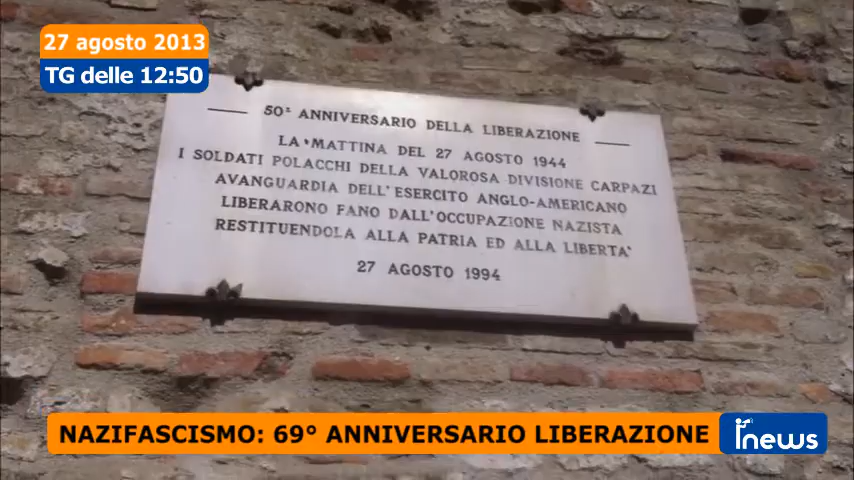 27 agosto 2013
TG delle 12:50
50° ANNIVERSARIO DELLA LIBERAZIONE
LA MATTINA DEL 27 AGOSTO 1944
I SOLDATI POLACCHI DELLA VALOROSA DIVISIONE CARPAZI
AVANGUARDIA DELL'ESERCITO ANGLO-AMERICANO
LIBERARONO FANO DALL'OCCUPAZIONE NAZISTA
RESTITUENDOLA ALLA PATRIA ED ALLA LIBERTA'
27 AGOSTO 1994
NAZIFASCISMO: 69° ANNIVERSARIO LIBERAZIONE
inews